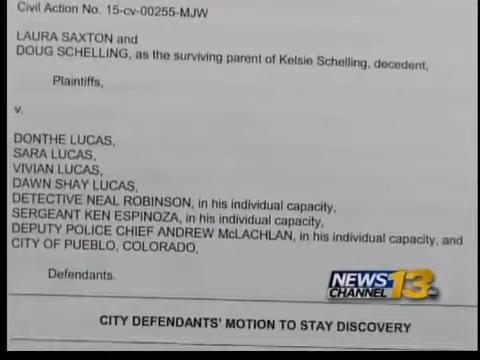 Civil Action No. 15-cv-00255-MJW
LAURA SAXTON and
DOUG SCHELLING, as the surviving parent of Kelsie Schelling, decedent,
Plaintiffs,
v.
DONTHE LUCAS,
SARA LUCAS,
VIVIAN LUCAS,
DAWN SHAY LUCAS,
DETECTIVE NEAL ROBINSON, in his individual capacity,
SERGEANT KEN ESPINOZA, in his individual capacity,
DEPUTY POLICE CHIEF ANDREW McLACHLAN, in his individual capacity, and
CITY OF PUEBLO, COLORADO,
Defendants.
NEWS
CHANNEL 13
CITY DEFENDANTS' MOTION TO STAY DISCOVERY